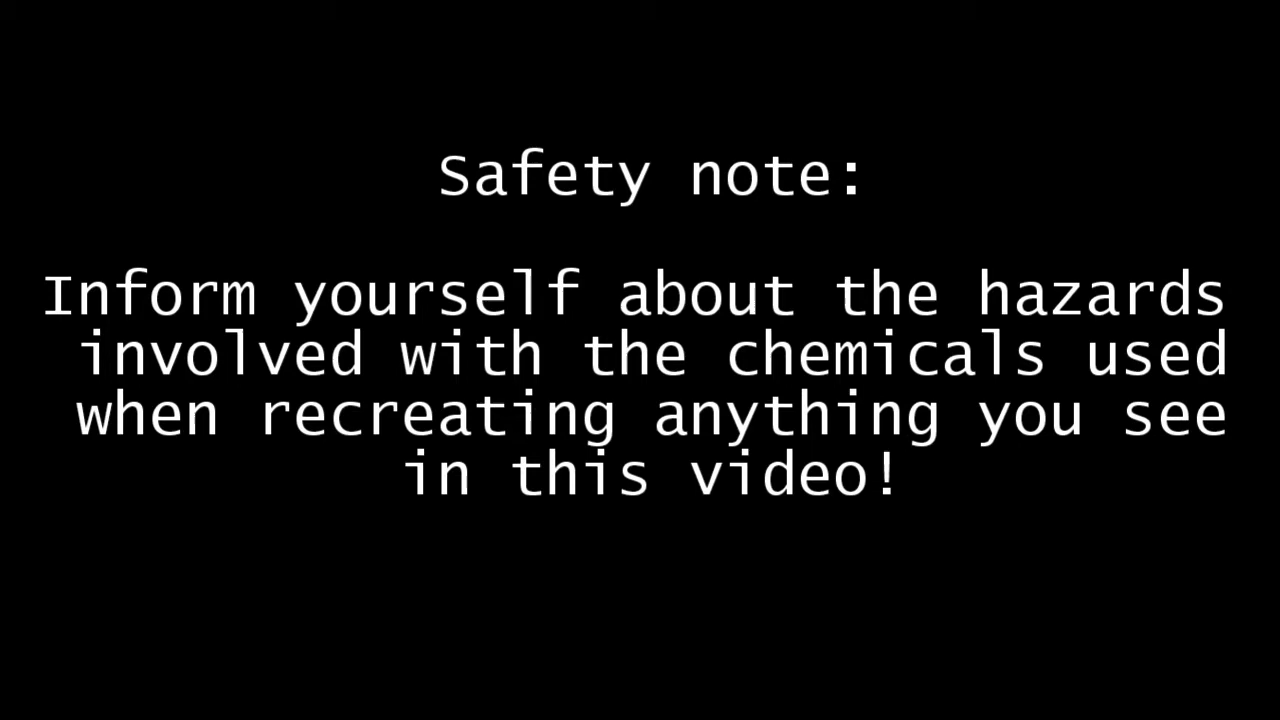 Safety note:
Inform yourself about the hazards
involved with the chemicals used
when recreating anything you see
in this video!